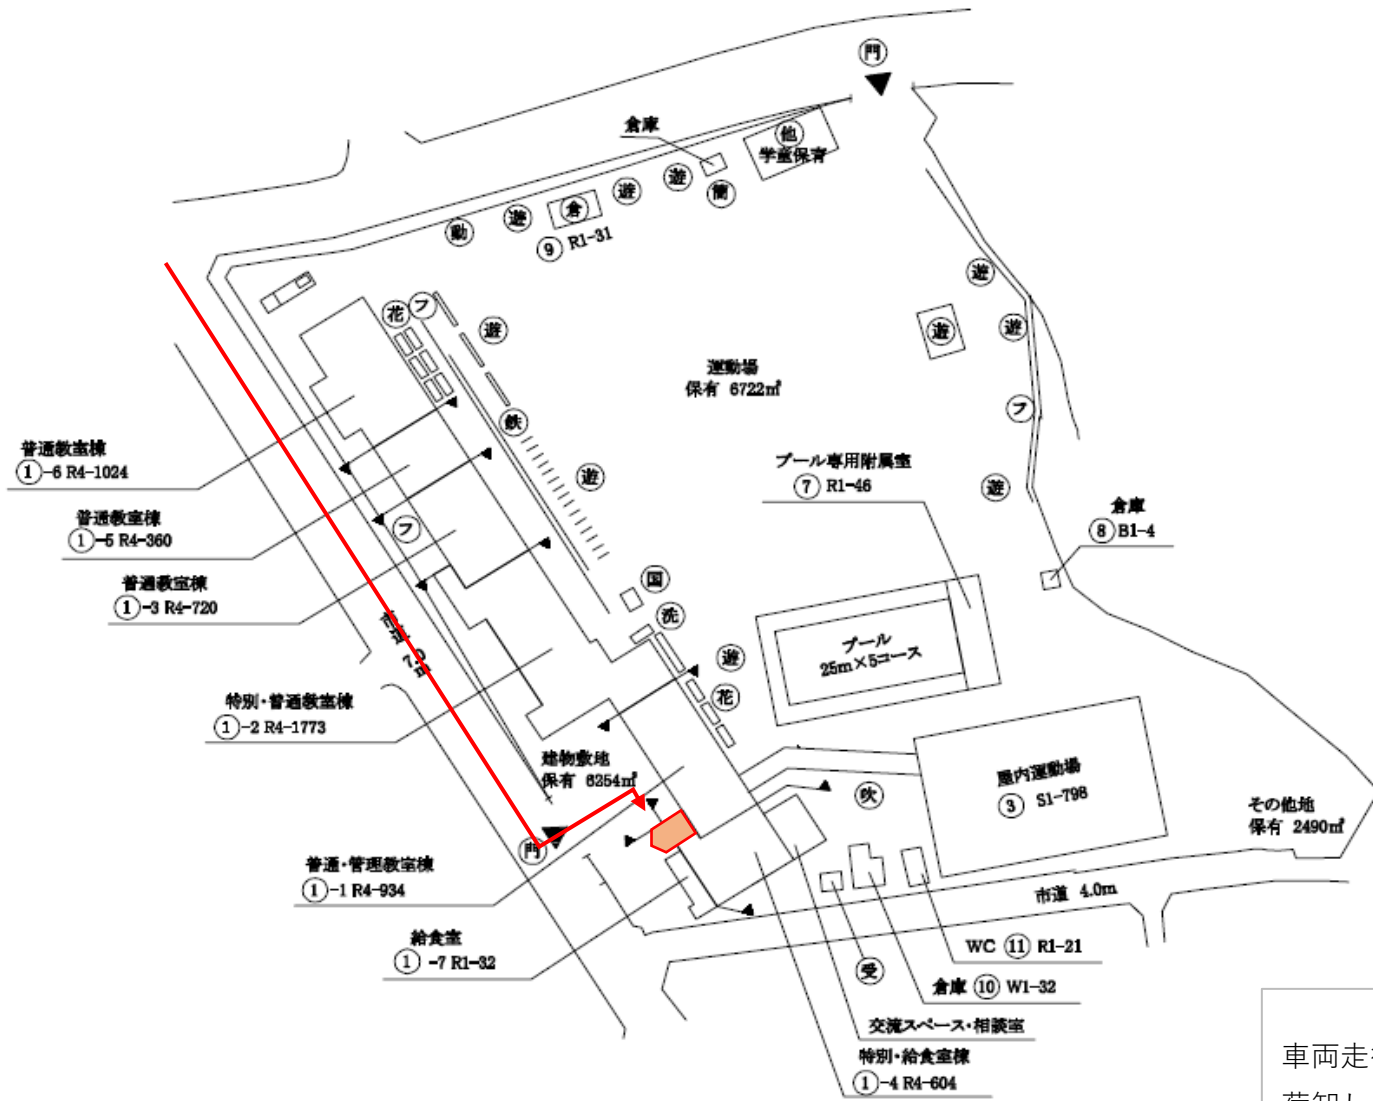 門
倉庫
他
学童保育
遊
簡
遊
倉
遊
動
⑨ R1-31
花
フ
遊
遊
遊
遊
運動場
保有 6722㎡
フ
鉄
遊
遊
普通教室棟
①-6 R4-1024
普通教室棟
①-5 R4-360
フ
普通教室棟
①-3 R4-720
プール専用附属室
⑦ R1-46
倉庫
⑧ B1-4
国
洗
遊
花
市道 7.0m
プール
25m×5コース
特別・普通教室棟
①-2 R4-1773
建物敷地
保有 6254㎡
屋内運動場
③ S1-798
吹
その他地
保有 2490㎡
門
普通・管理教室棟
①-1 R4-934
市道 4.0m
給食室
①-7 R1-32
WC ⑪ R1-21
受
倉庫 ⑩ W1-32
交流スペース・相談室
特別・給食室棟
①-4 R4-604
車両走